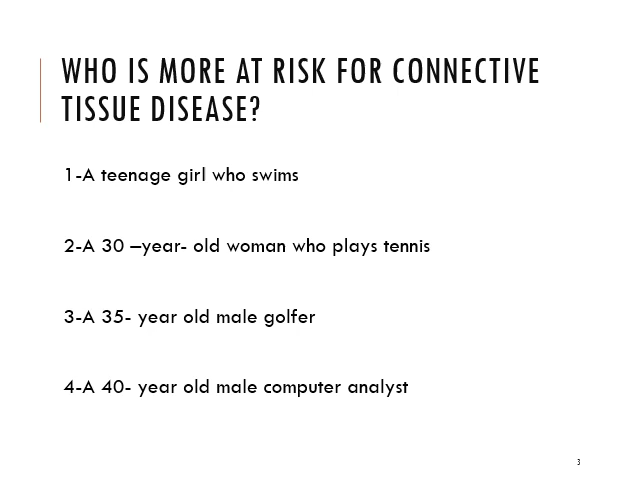 WHO IS MORE AT RISK FOR CONNECTIVE
TISSUE DISEASE?
1-A teenage girl who swims
2-A 30 –year- old woman who plays tennis
3-A 35- year old male golfer
4-A 40- year old male computer analyst
3